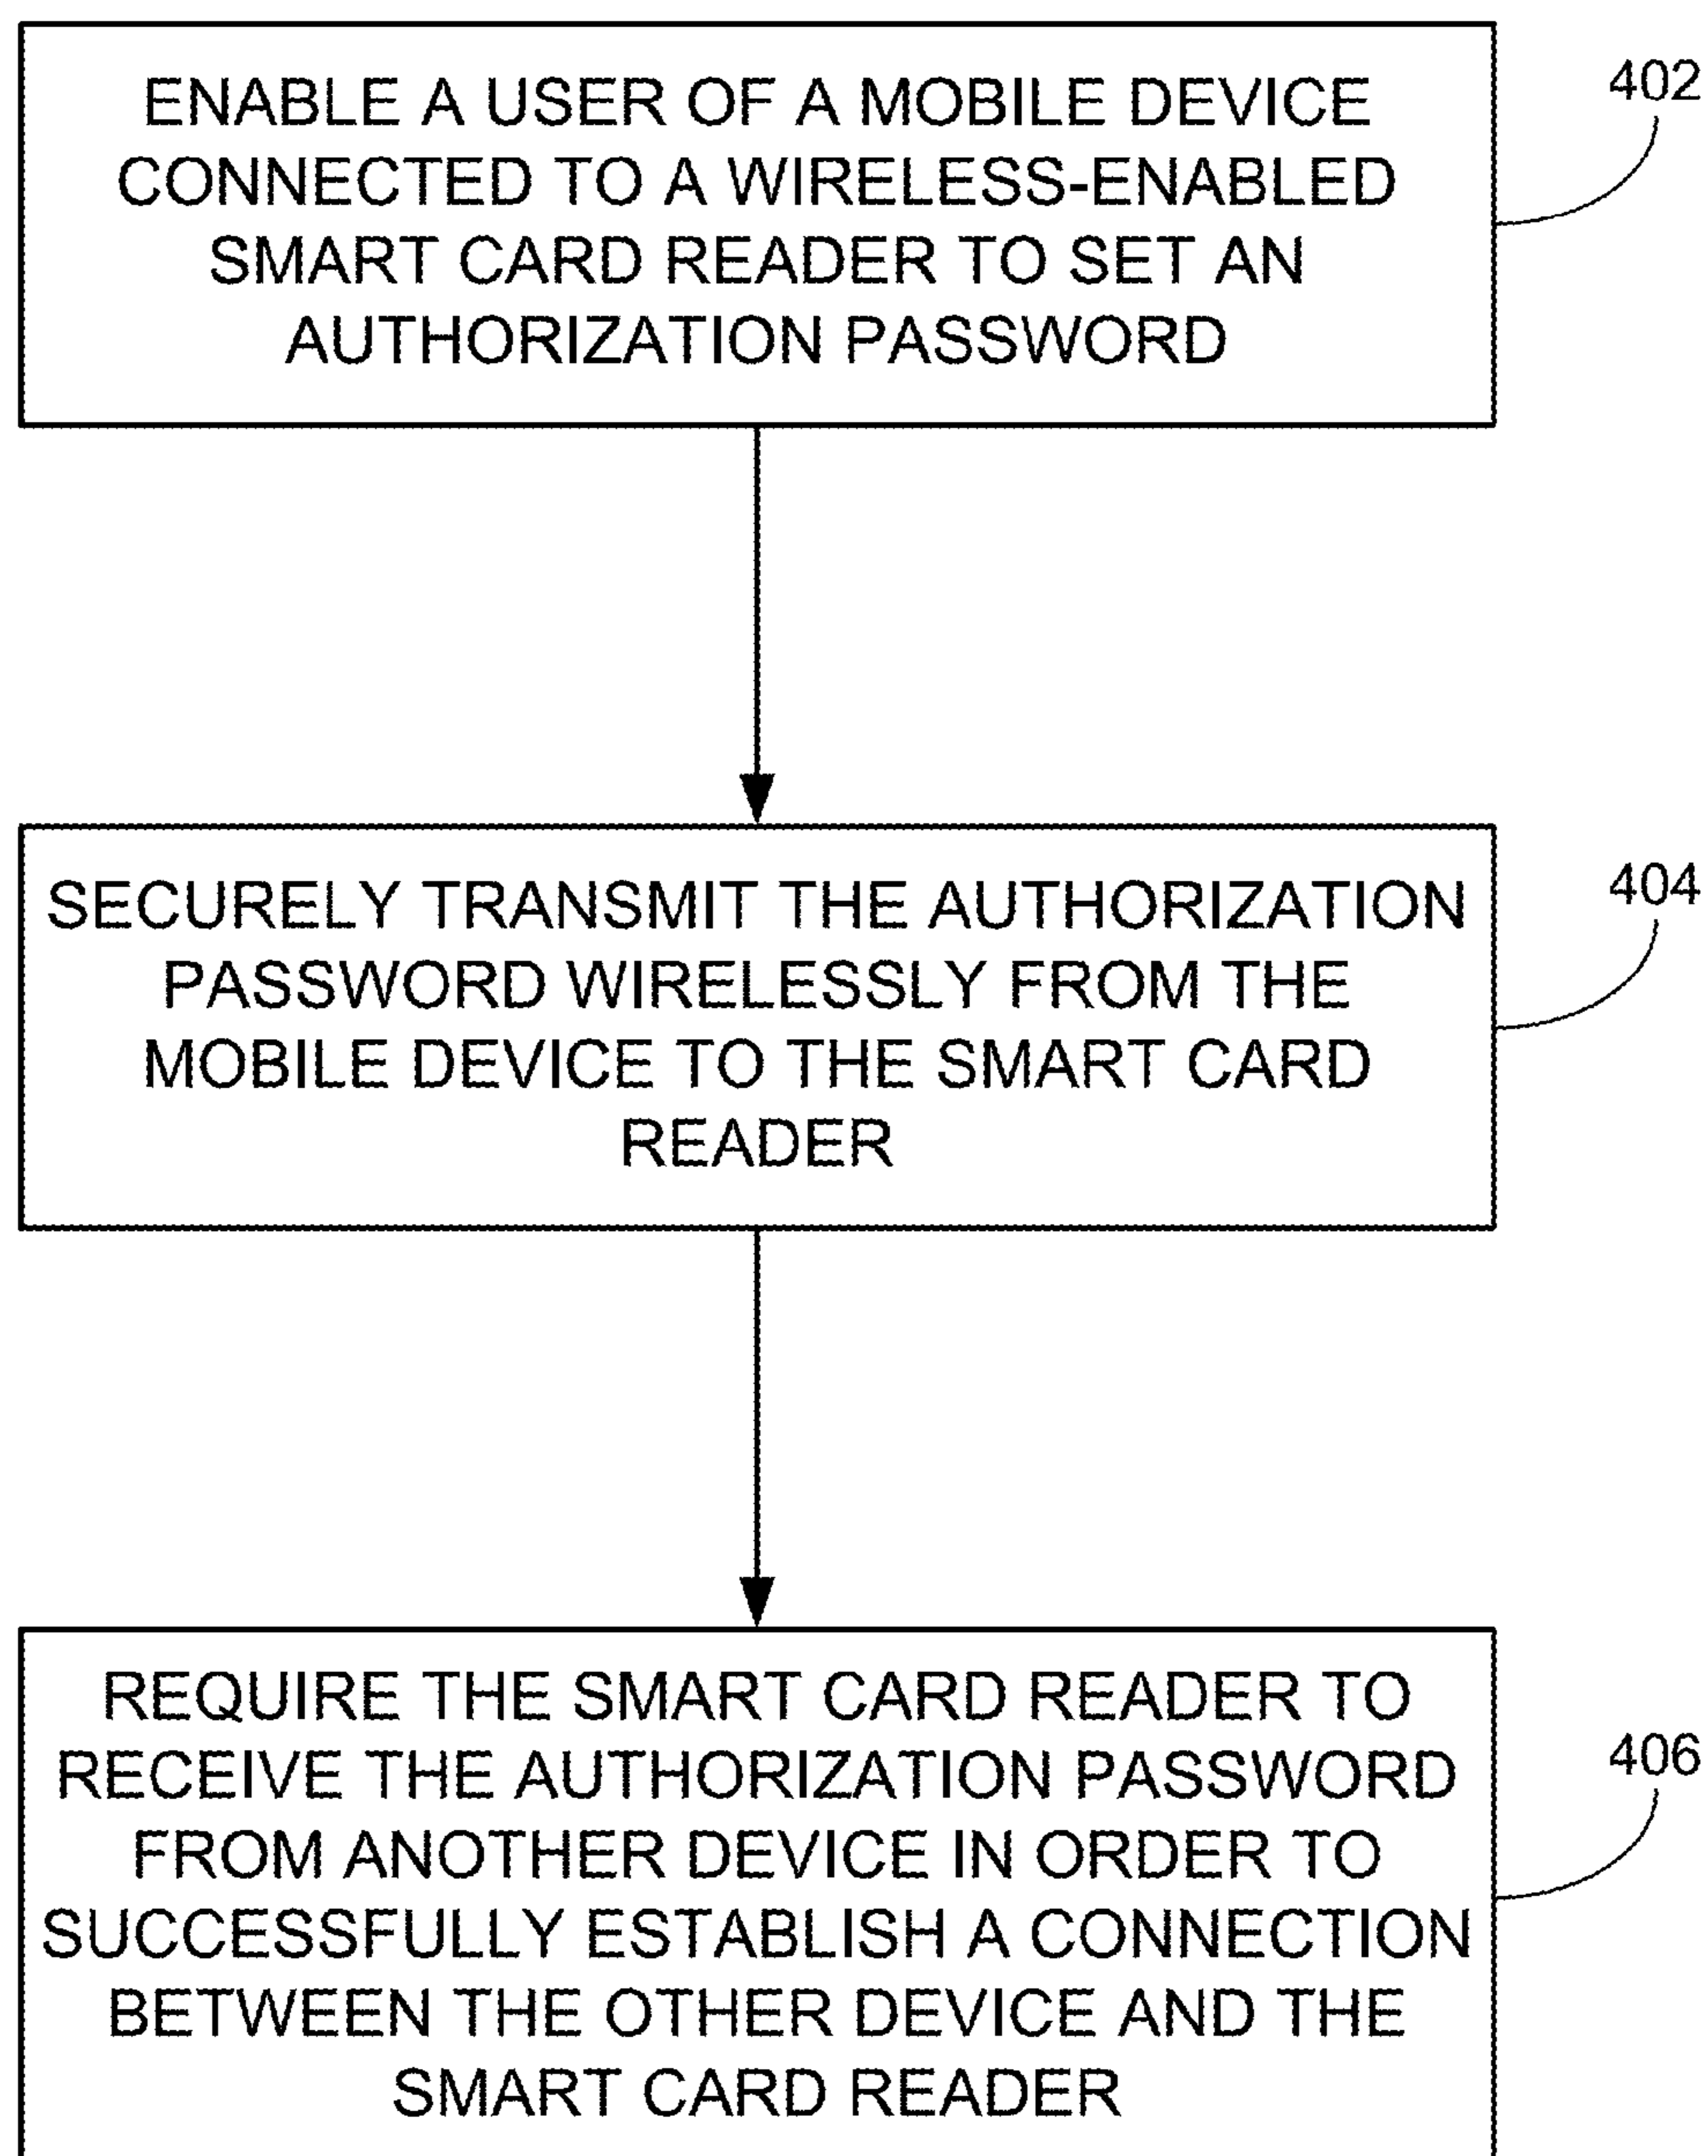 ENABLE A USER OF A MOBILE DEVICE
CONNECTED TO A WIRELESS-ENABLED
SMART CARD READER TO SET AN
AUTHORIZATION PASSWORD
402
SECURELY TRANSMIT THE AUTHORIZATION
PASSWORD WIRELESSLY FROM THE
MOBILE DEVICE TO THE SMART CARD
READER
404
REQUIRE THE SMART CARD READER TO
RECEIVE THE AUTHORIZATION PASSWORD
FROM ANOTHER DEVICE IN ORDER TO
SUCCESSFULLY ESTABLISH A CONNECTION
BETWEEN THE OTHER DEVICE AND THE
SMART CARD READER
406